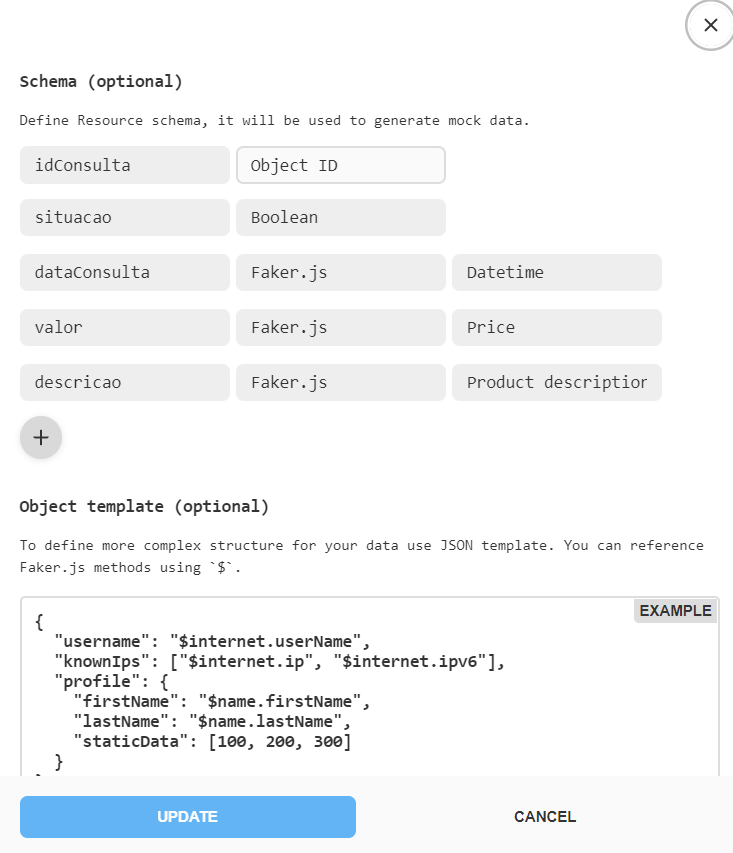 Schema (optional)
Define Resource schema, it will be used to generate mock data.
idConsulta Object ID
situacao Boolean
dataConsulta Faker.js Datetime
valor Faker.js Price
descricao Faker.js Product description
+
Object template (optional)
To define more complex structure for your data use JSON template. You can reference
Faker.js methods using `$`.
EXAMPLE
{
"username": "$internet.userName",
"knownIps": ["$internet.ip", "$internet.ipv6"],
"profile": {
"firstName": "$name.firstName",
"lastName": "$name.lastName",
"staticData": [100, 200, 300]
}
UPDATE CANCEL